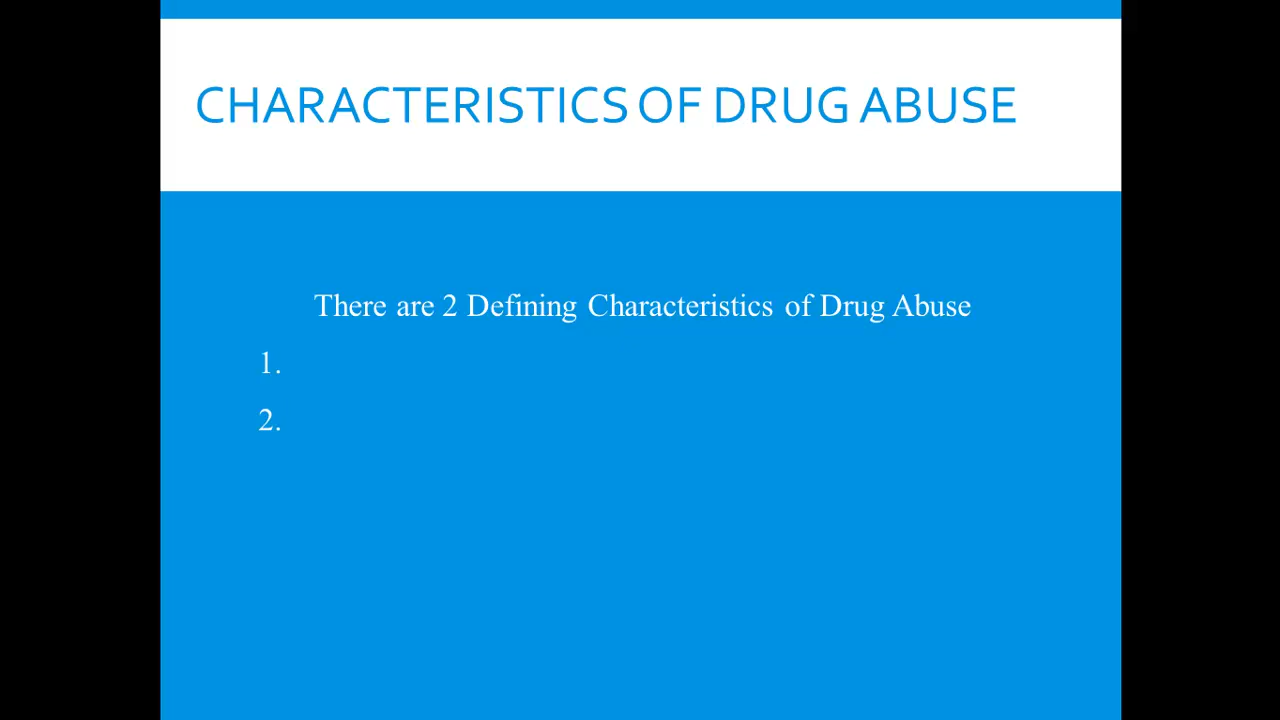 CHARACTERISTICS OF DRUG ABUSE
There are 2 Defining Characteristics of Drug Abuse
1.
2.